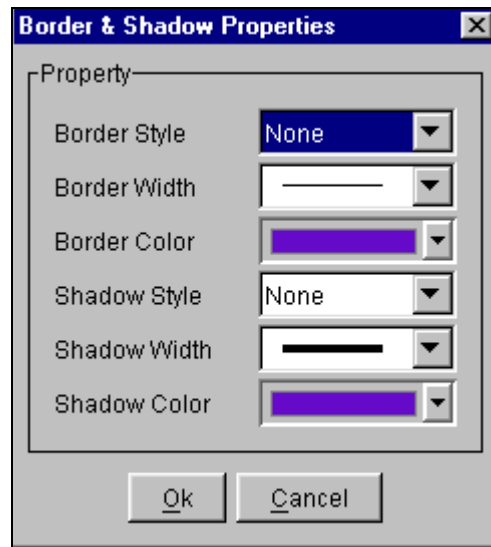 Border & Shadow Properties
Property
Border Style None
Border Width
Border Color
Shadow Style None
Shadow Width
Shadow Color
Ok Cancel